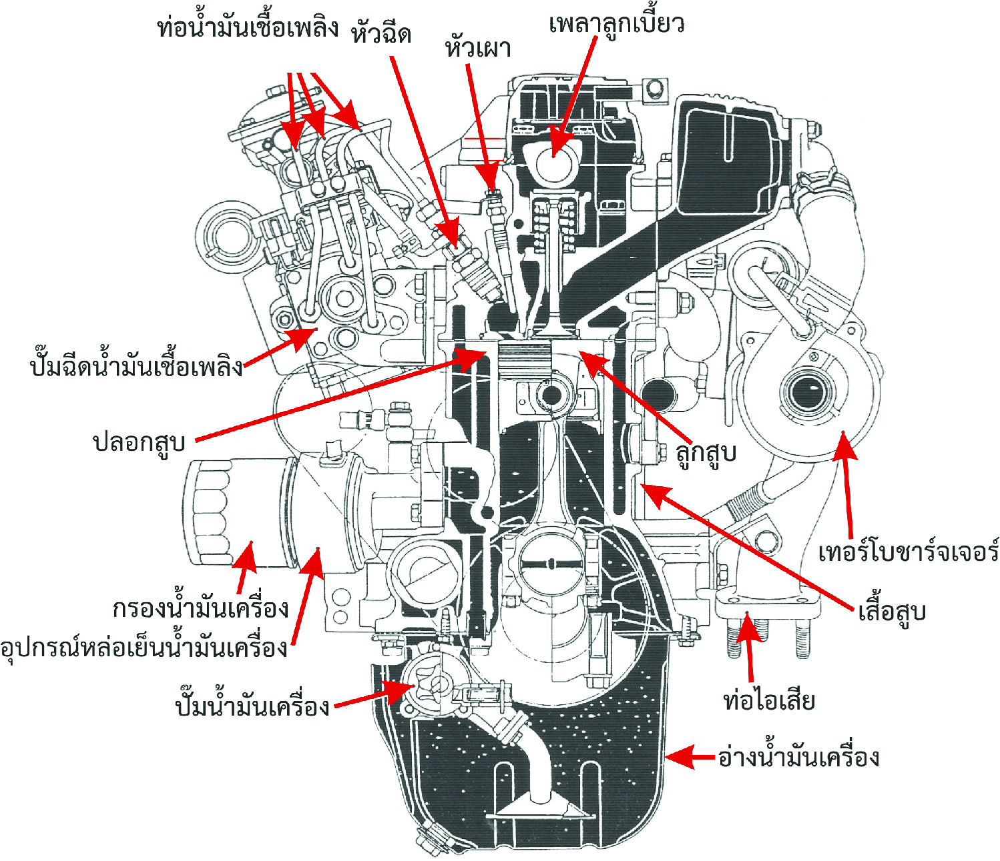 ท่อน้ำมันเชื้อเพลิง
หัวฉีด
หัวเผา
เพลาลูกเบี้ยว
ปั๊มฉีดน้ำมันเชื้อเพลิง
ปลอกสูบ
ลูกสูบ
เทอร์โบชาร์จเจอร์
กรองน้ำมันเครื่อง
เสื้อสูบ
อุปกรณ์หล่อเย็นน้ำมันเครื่อง
ปั๊มน้ำมันเครื่อง
ท่อไอเสีย
อ่างน้ำมันเครื่อง